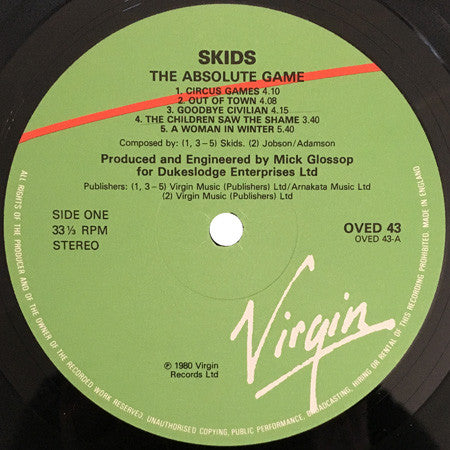 SKIDS
THE ABSOLUTE GAME
1. CIRCUS GAMES 4.10
2. OUT OF TOWN 4.08
3. GOODBYE CIVILIAN 4.15
4. THE CHILDREN SAW THE SHAME 3.40
5. A WOMAN IN WINTER 5.40
Composed by: (1, 3–5) Skids. (2) Jobson/Adamson
Produced and Engineered by Mick Glossop
for Dukeslodge Enterprises Ltd
Publishers: (1, 3-5) Virgin Music (Publishers) Ltd/Arnakata Music Ltd
(2) Virgin Music (Publishers) Ltd
SIDE ONE
33⅓ RPM
STEREO
OVED 43
OVED 43-A
Virgin
℗ 1980 Virgin
Records Ltd
ALL RIGHTS OF THE PRODUCER AND OF THE OWNER OF THE RECORDED WORK RESERVED. UNAUTHORISED COPYING, PUBLIC PERFORMANCE, BROADCASTING, HIRING OR RENTAL OF THIS RECORDING PROHIBITED. MADE IN ENGLAND.